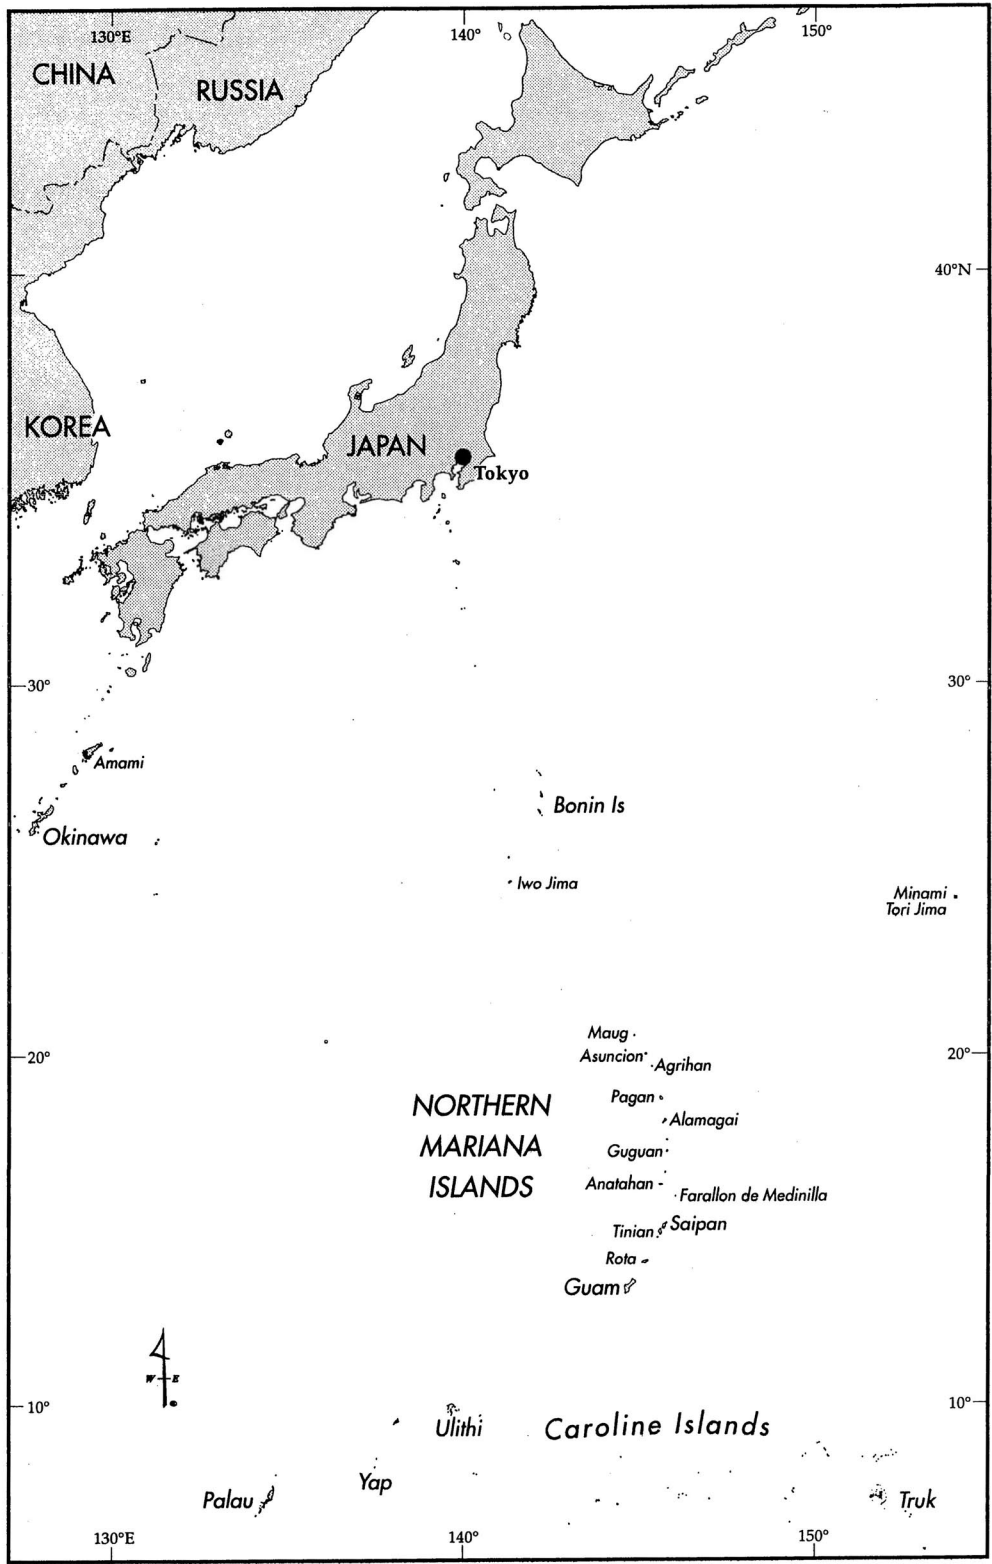 130°E
140°
150°
CHINA
RUSSIA
40°N
KOREA
JAPAN
Tokyo
30°
30°
Amami
Bonin Is
Okinawa
Iwo Jima
Minami
Tori Jima
Maug
20°
Asuncion
20°
Agrihan
Pagan
NORTHERN
MARIANA
ISLANDS
Alamagai
Guguan
Anatahan
Farallon de Medinilla
Saipan
Tinian
Rota
Guam
W
E
10°
10°
Ulithi
Caroline Islands
Yap
Palau
Truk
130°E
140°
150°